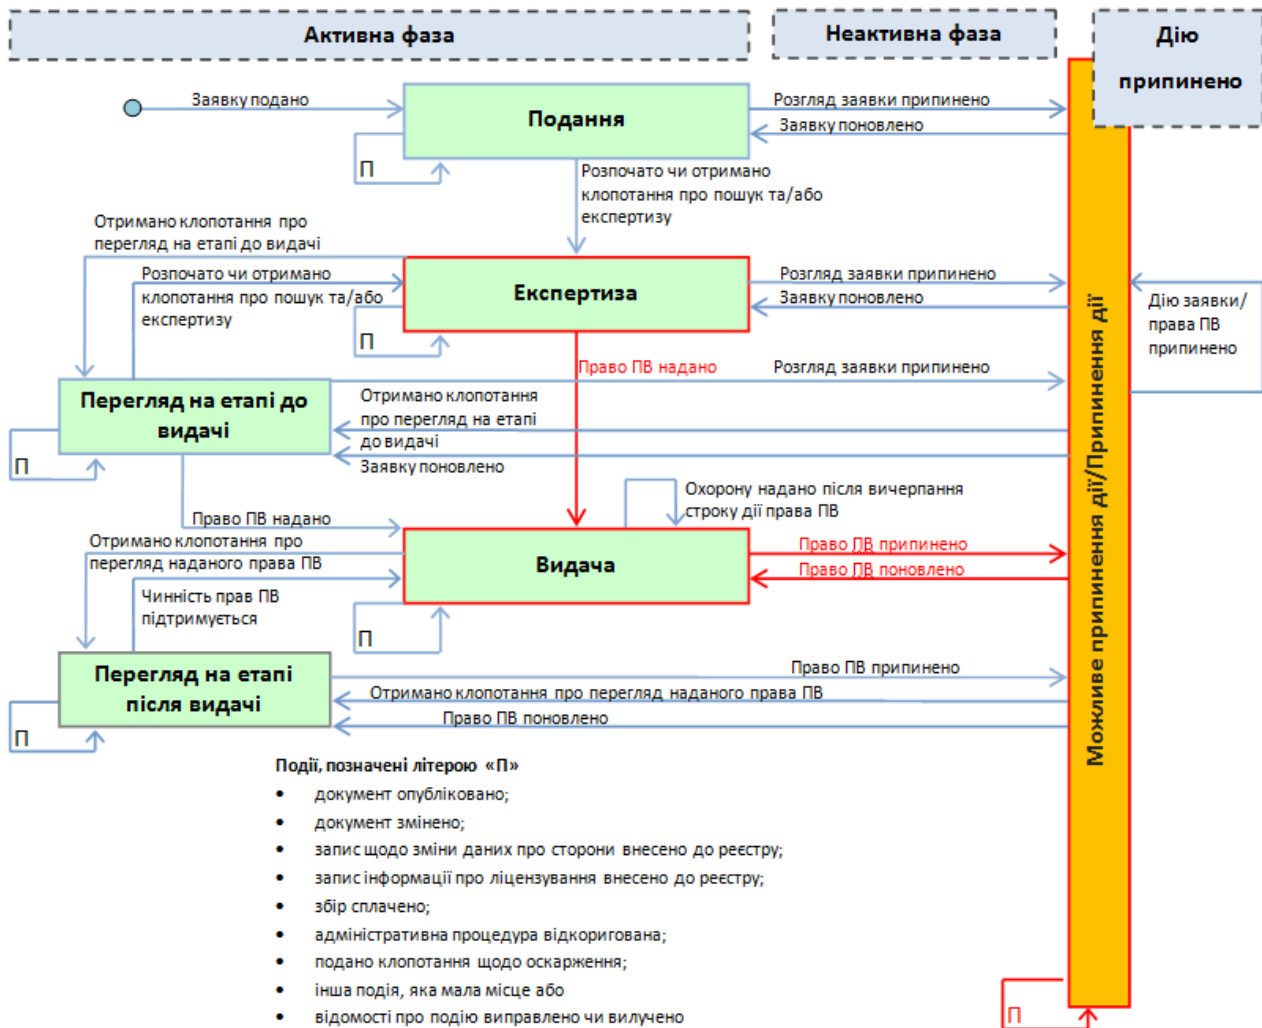 Активна фаза
Неактивна фаза
Дію
припинено
Заявку подано
Подання
Розгляд заявки припинено
Заявку поновлено
П
Розпочато чи отримано
клопотання про пошук та/або
експертизу
Отримано клопотання про
перегляд на етапі до видачі
Розпочато чи отримано
клопотання про пошук та/або
експертизу
Експертиза
Розгляд заявки припинено
Заявку поновлено
П
Дію заявки/
права ПВ
припинено
Право ПВ надано
Розгляд заявки припинено
Перегляд на етапі до
видачі
Отримано клопотання
про перегляд на етапі
до видачі
Заявку поновлено
П
Можливе припинення дії/Припинення дії
Охорону надано після вичерпання
строку дії права ПВ
Право ПВ надано
Отримано клопотання про
перегляд наданого права ПВ
Видача
Право ПВ припинено
Право ПВ поновлено
Чинність прав ПВ
підтримується
П
Перегляд на етапі
після видачі
Право ПВ припинено
Отримано клопотання про перегляд наданого права ПВ
Право ПВ поновлено
П
Події, позначені літерою «П»
• документ опубліковано;
• документ змінено;
• запис щодо зміни даних про сторони внесено до реєстру;
• запис інформації про ліцензування внесено до реєстру;
• збір сплачено;
• адміністративна процедура відкоригована;
• подано клопотання щодо оскарження;
• інша подія, яка мала місце або
• відомості про подію виправлено чи вилучено
П